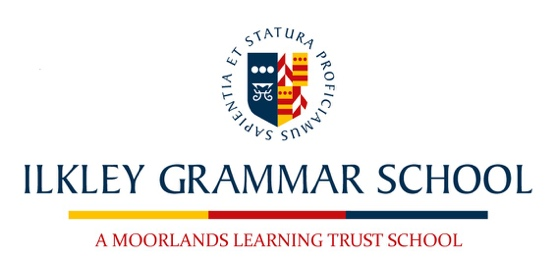 SAPIENTIA ET STATURA PROFICIAMUS
ILKLEY GRAMMAR SCHOOL
A MOORLANDS LEARNING TRUST SCHOOL